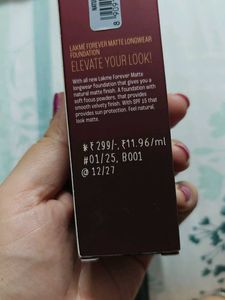 LAKME FOREVER MATTE LONGWEAR
FOUNDATION
ELEVATE YOUR LOOK!
With all new Lakme Forever Matte
longwear foundation that gives you a
natural matte finish. A foundation with
soft focus powders, that provides
smooth velvety finish. With SPF 15 that
provides sun protection. Feel natural,
look matte.
* ₹ 299/-, ₹11.96/ml
#01/25, B001
@ 12/27